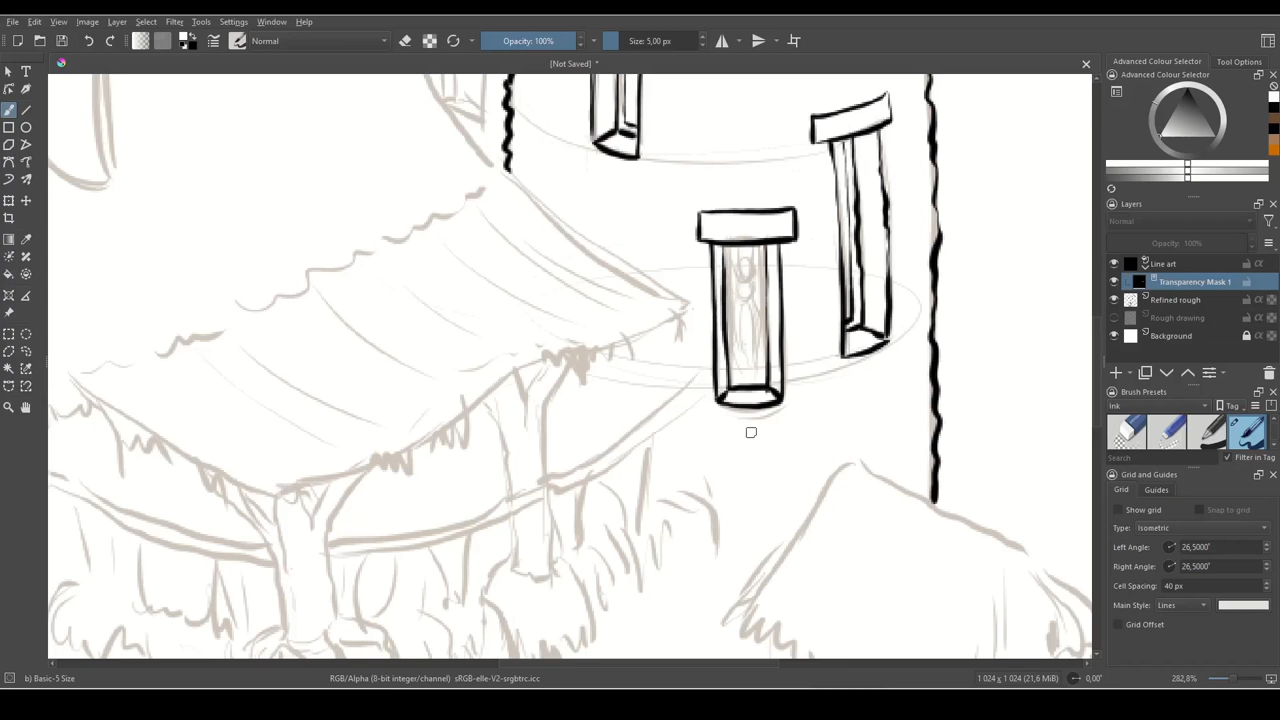 File Edit View Image Layer Select Filter Tools Settings Window Help
Normal Opacity: 100% Size: 5,00 px
[Not Saved] *
Advanced Colour Selector Tool Options
Advanced Colour Selector
Layers
Normal
Opacity: 100%
Line art
Transparency Mask 1
Refined rough
Rough drawing
Background
Brush Presets
Ink Tag
Search Filter in Tag
Grid and Guides
Grid Guides
Show grid Snap to grid
Type: Isometric
Left Angle: 26,5000°
Right Angle: 26,5000°
Cell Spacing: 40 px
Main Style: Lines
Grid Offset
b) Basic-5 Size RGB/Alpha (8-bit integer/channel) sRGB-elle-V2-srgbtrc.icc 1 024 x 1 024 (21,6 MiB) 0,00° 282,8%